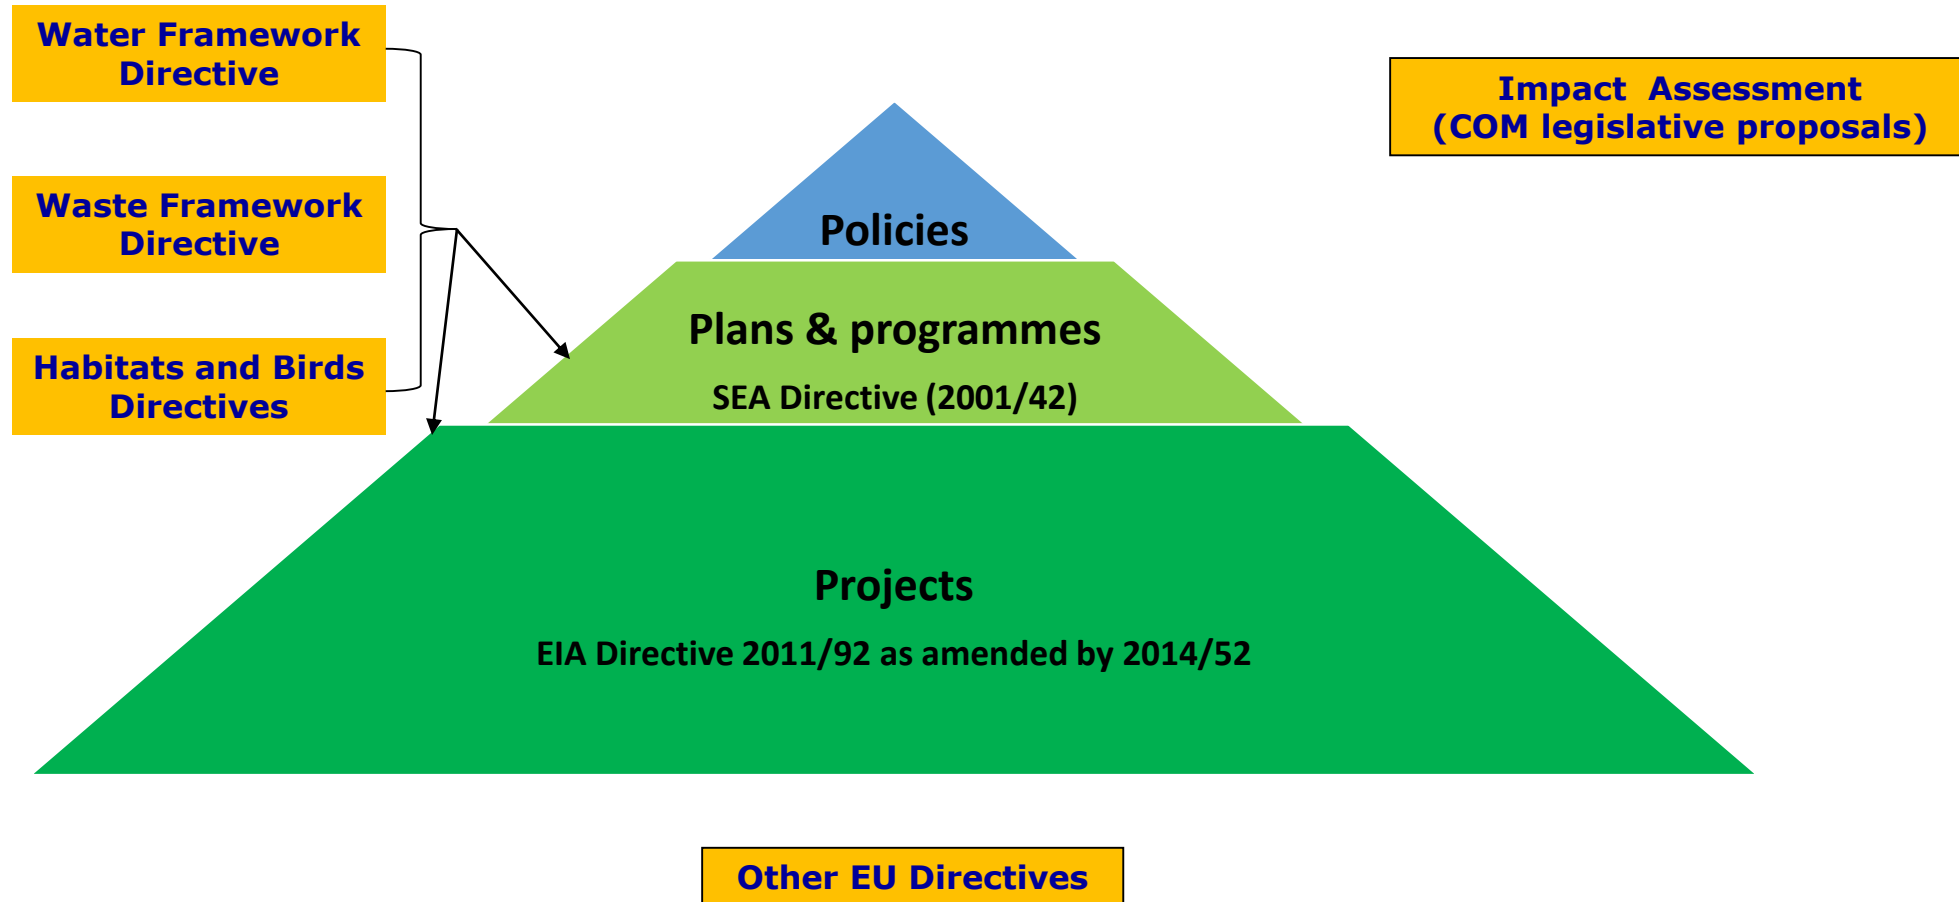 Water Framework
Directive
Impact Assessment
(COM legislative proposals)
Waste Framework
Directive
Policies
Plans & programmes
Habitats and Birds
Directives
SEA Directive (2001/42)
Projects
EIA Directive 2011/92 as amended by 2014/52
Other EU Directives